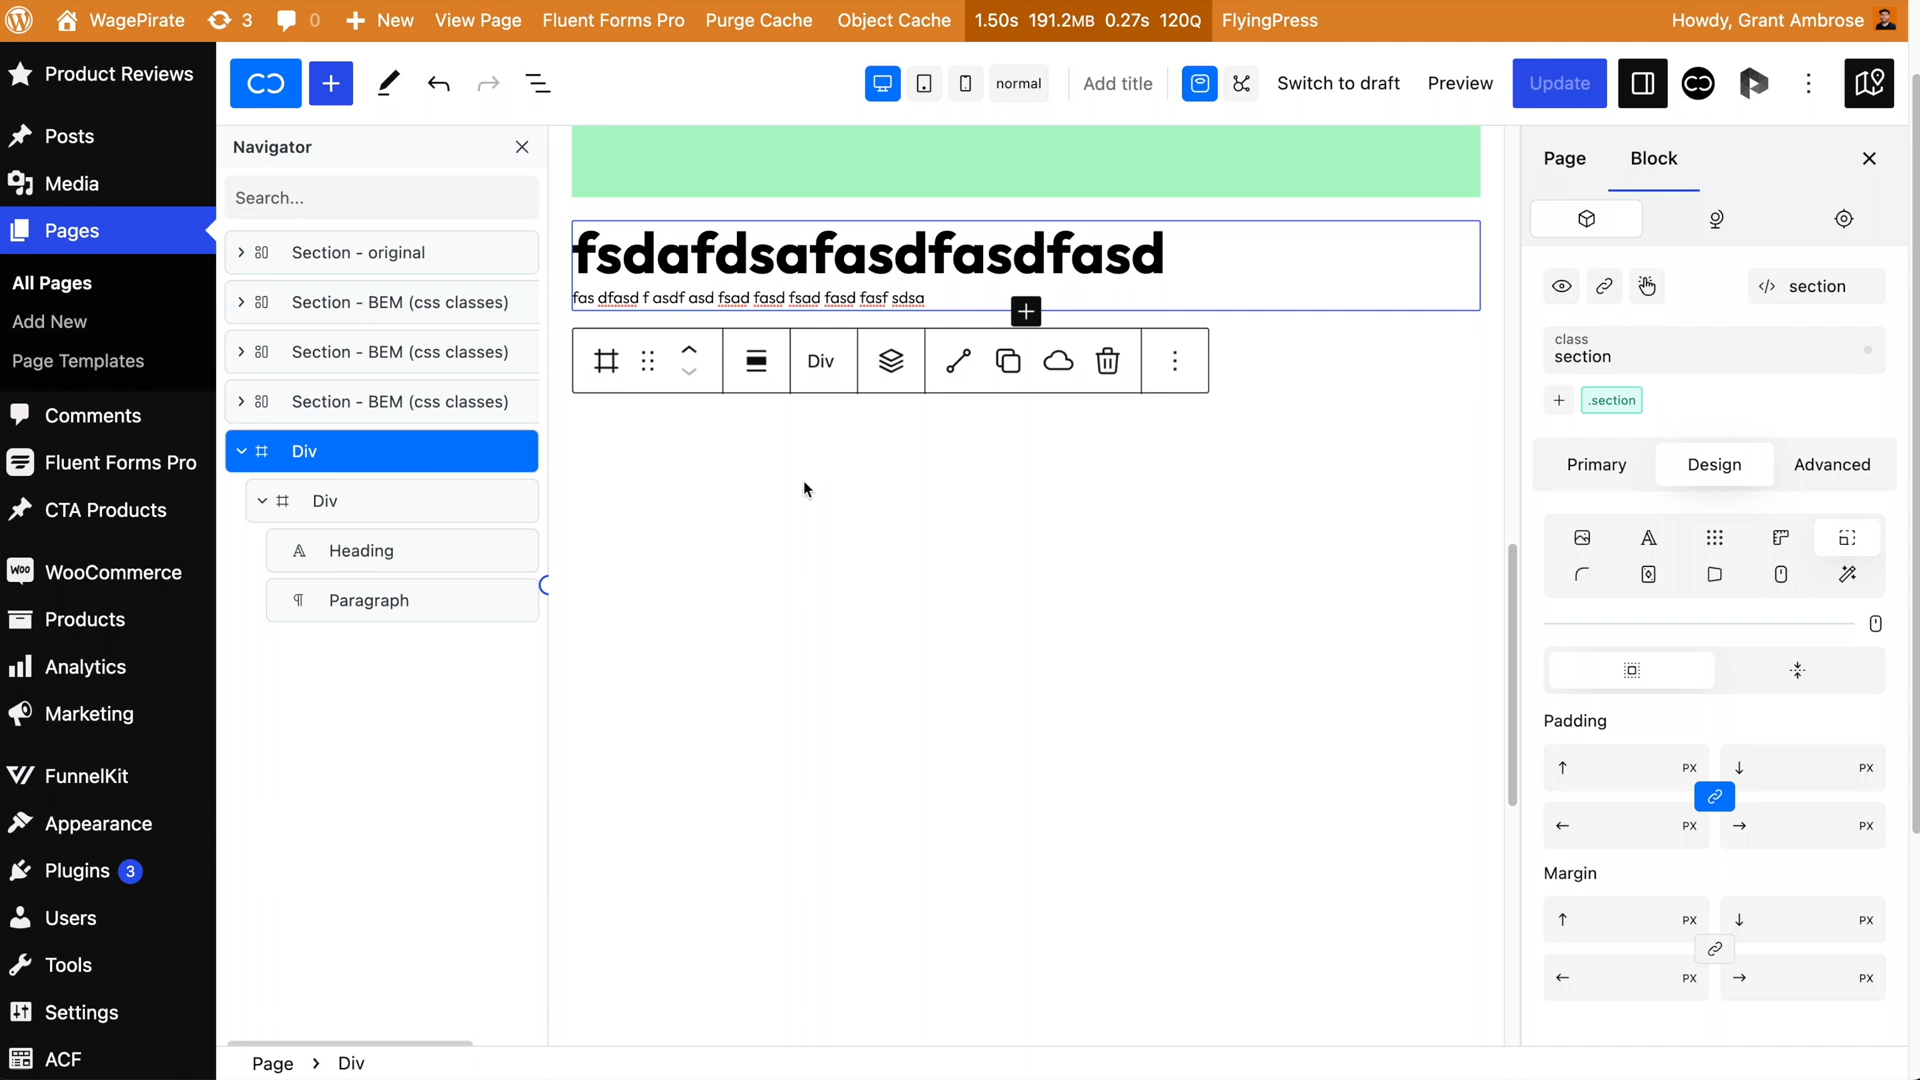 WagePirate
3
0
New
View Page
Fluent Forms Pro
Purge Cache
Object Cache
1.50s 191.2MB 0.27s 120Q
FlyingPress
Howdy, Grant Ambrose
Product Reviews
Posts
Media
Pages
All Pages
Add New
Page Templates
Comments
Fluent Forms Pro
CTA Products
Woo
WooCommerce
Products
Analytics
Marketing
FunnelKit
Appearance
Plugins 3
Users
Tools
Settings
ACF
normal
Add title
Switch to draft
Preview
Update
Navigator
Search...
Section - original
Section - BEM (css classes)
Section - BEM (css classes)
Section - BEM (css classes)
Div
Div
Heading
Paragraph
fsdafdsafasdfasdfasd
fas dfasd f asdf asd fsad fasd fsad fasd fasf sdsa
Div
Page
Block
section
class
section
.section
Primary
Design
Advanced
Padding
PX
PX
PX
PX
Margin
PX
PX
PX
PX
Page > Div